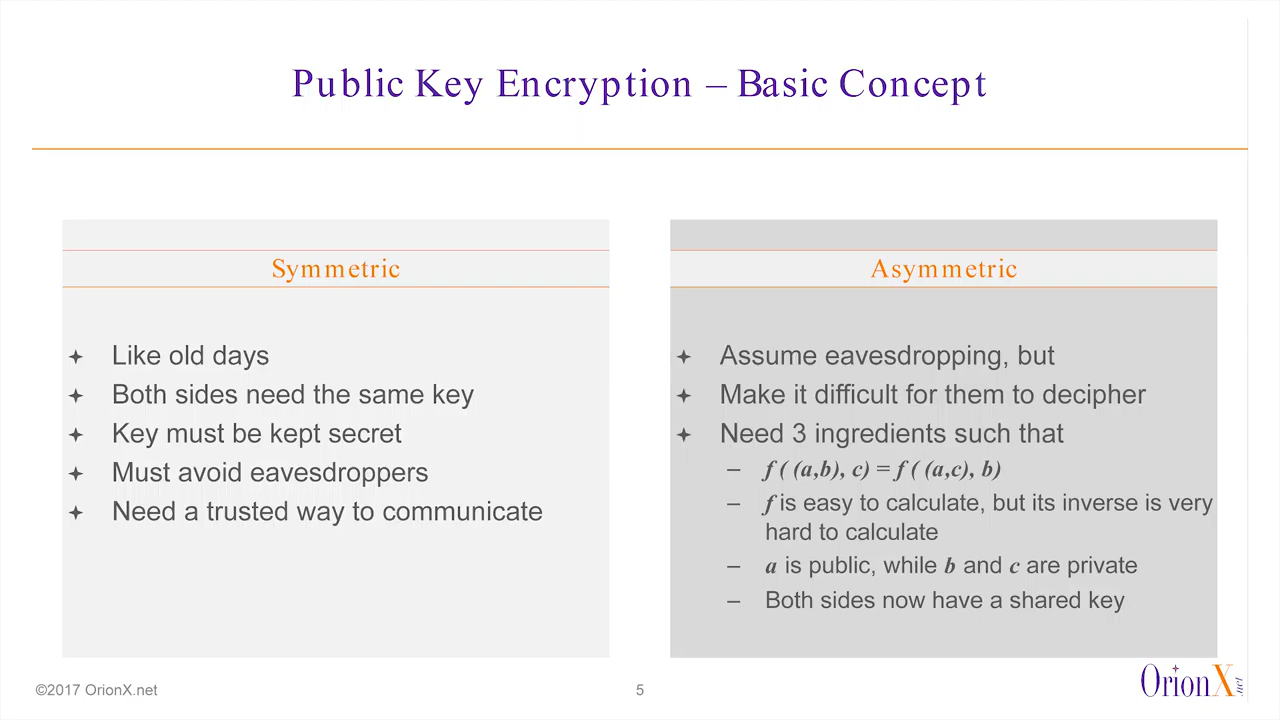 Public Key Encryption – Basic Concept
Symmetric
✦ Like old days
✦ Both sides need the same key
✦ Key must be kept secret
✦ Must avoid eavesdroppers
✦ Need a trusted way to communicate
Asymmetric
✦ Assume eavesdropping, but
✦ Make it difficult for them to decipher
✦ Need 3 ingredients such that
– f ( (a,b), c) = f ( (a,c), b)
– f is easy to calculate, but its inverse is very
hard to calculate
– a is public, while b and c are private
– Both sides now have a shared key
©2017 OrionX.net
5
OrionX.net